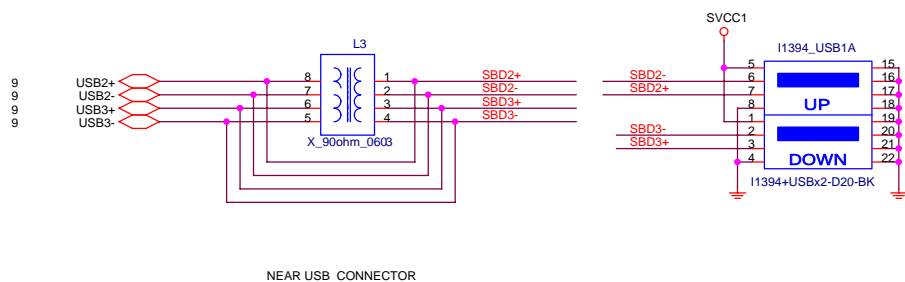 SVCC1
L3
I1394_USB1A
9 USB2+ 8 1 SBD2+ SBD2- 5 15
9 USB2- 7 2 SBD2- SBD2+ 6 16
9 USB3+ 6 3 SBD3+ 7 17
9 USB3- 5 4 SBD3- 8 UP 18
1 19
SBD3- 2 20
SBD3+ 3 21
4 DOWN 22
X_90ohm_0603
I1394+USBx2-D20-BK
NEAR USB CONNECTOR